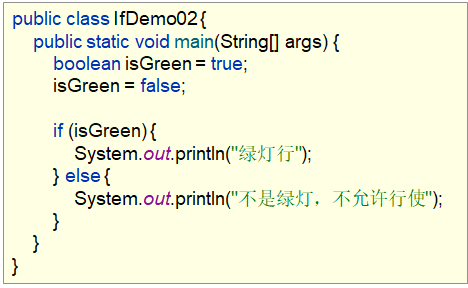 public class IfDemo02{
public static void main(String[] args) {
boolean isGreen = true;
isGreen = false;
if (isGreen){
System.out.println("绿灯行");
} else{
System.out.println("不是绿灯，不允许行使");
}
}
}